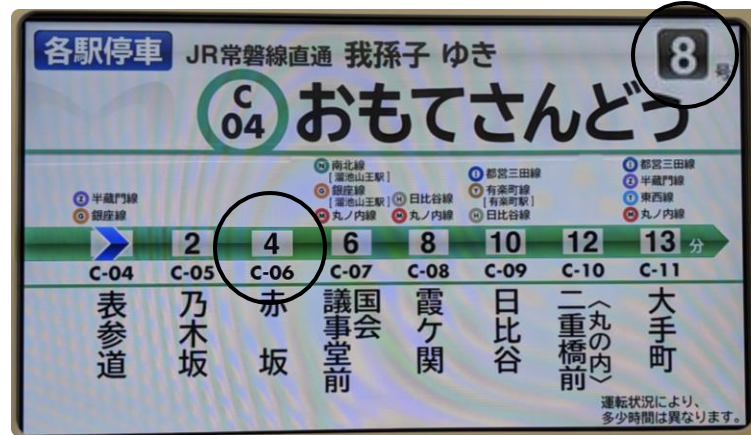 各駅停車 JR常磐線直通 我孫子 ゆき 8号
C 04 おもてさんどう
Z 半蔵門線
G 銀座線
N 南北線
[溜池山王駅]
G 銀座線
[溜池山王駅]
M 丸ノ内線
H 日比谷線
M 丸ノ内線
I 都営三田線
Y 有楽町線
[有楽町駅]
H 日比谷線
I 都営三田線
Z 半蔵門線
T 東西線
M 丸ノ内線
2 4 6 8 10 12 13 分
C-04 C-05 C-06 C-07 C-08 C-09 C-10 C-11
表参道
乃木坂
赤坂
国会
議事堂前
霞ケ関
日比谷
二重橋前
〈丸の内〉
大手町
運転状況により、
多少時間は異なります。